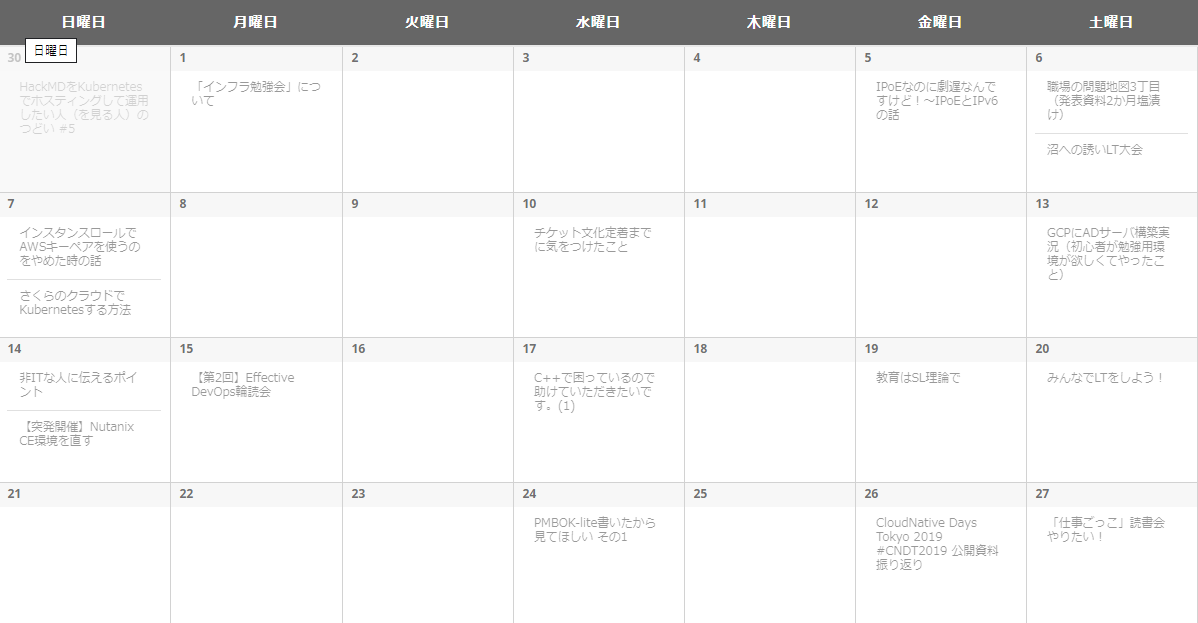 日曜日
月曜日
火曜日
水曜日
木曜日
金曜日
土曜日
30
日曜日
HackMDをKubernetes
でホスティングして運用
したい人（を見る人）の
つどい #5
1
「インフラ勉強会」につ
いて
2
3
4
5
IPoEなのに劇遅なんで
すけど！～IPoEとIPv6
の話
6
職場の問題地図3丁目
（発表資料2か月塩漬
け）
沼への誘いLT大会
7
インスタンスロールで
AWSキーペアを使うの
をやめた時の話
さくらのクラウドで
Kubernetesする方法
8
9
10
チケット文化定着まで
に気をつけたこと
11
12
13
GCPにADサーバ構築実
況（初心者が勉強用環
境が欲しくてやったこ
と）
14
非ITな人に伝えるポイ
ント
【突発開催】Nutanix
CE環境を直す
15
【第2回】Effective
DevOps輪読会
16
17
C++で困っているので
助けていただきたいで
す。(1)
18
19
教育はSL理論で
20
みんなでLTをしよう！
21
22
23
24
PMBOK-lite書いたから
見てほしい その1
25
26
CloudNative Days
Tokyo 2019
#CNDT2019 公開資料
振り返り
27
「仕事ごっこ」読書会
やりたい！